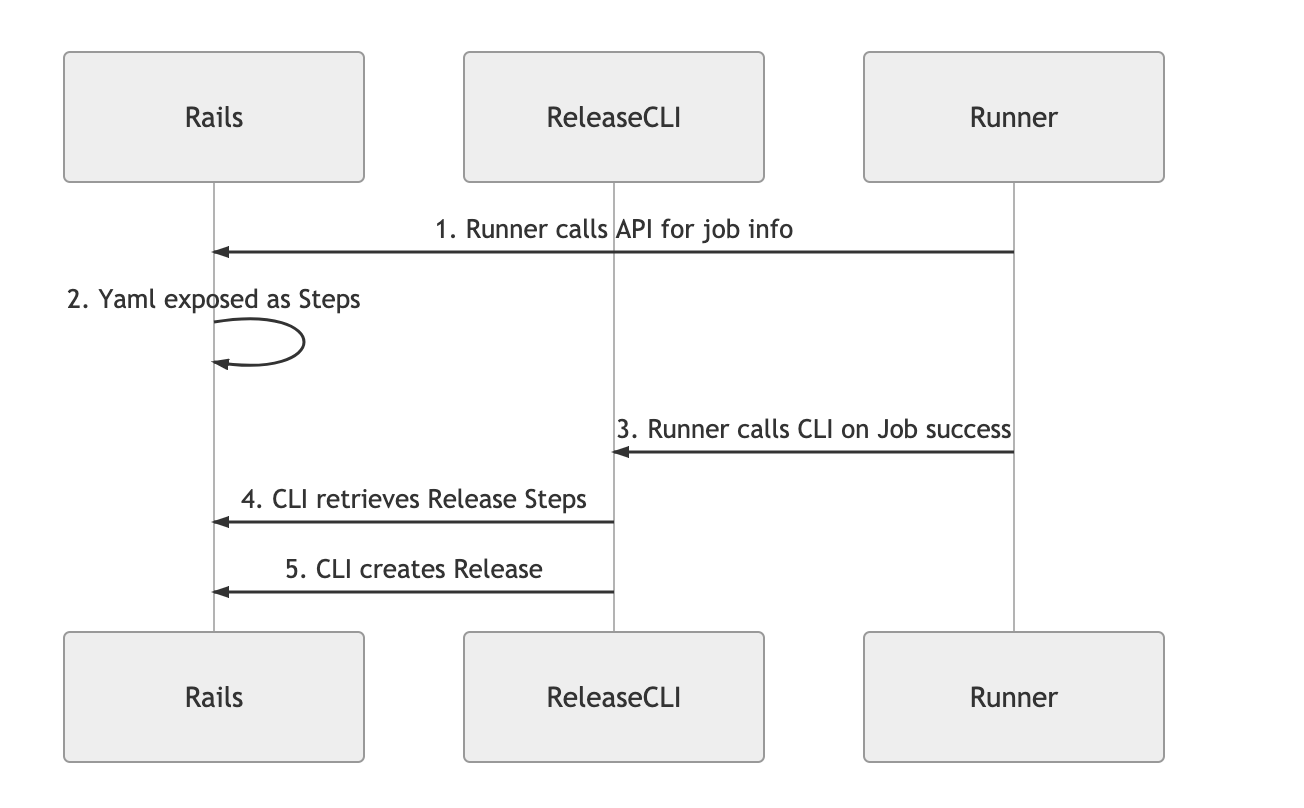 Rails
ReleaseCLI
Runner
1. Runner calls API for job info
2. Yaml exposed as Steps
3. Runner calls CLI on Job success
4. CLI retrieves Release Steps
5. CLI creates Release
Rails
ReleaseCLI
Runner